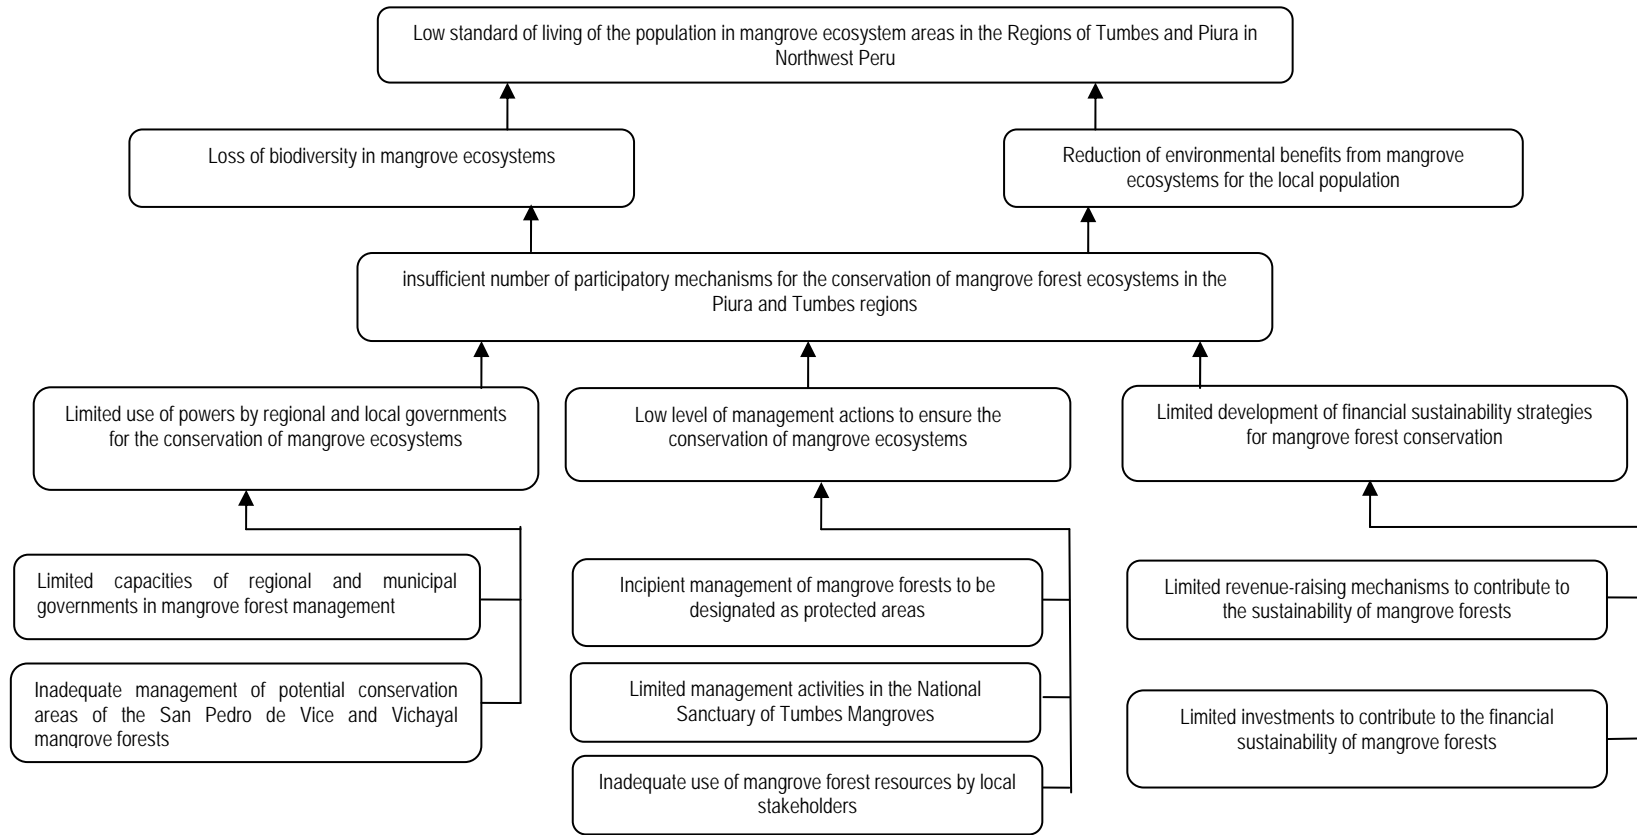 Low standard of living of the population in mangrove ecosystem areas in the Regions of Tumbes and Piura in
Northwest Peru
Loss of biodiversity in mangrove ecosystems
Reduction of environmental benefits from mangrove
ecosystems for the local population
insufficient number of participatory mechanisms for the conservation of mangrove forest ecosystems in the
Piura and Tumbes regions
Limited use of powers by regional and local governments
for the conservation of mangrove ecosystems
Low level of management actions to ensure the
conservation of mangrove ecosystems
Limited development of financial sustainability strategies
for mangrove forest conservation
Limited capacities of regional and municipal
governments in mangrove forest management
Incipient management of mangrove forests to be
designated as protected areas
Limited revenue-raising mechanisms to contribute to
the sustainability of mangrove forests
Inadequate management of potential conservation
areas of the San Pedro de Vice and Vichayal
mangrove forests
Limited management activities in the National
Sanctuary of Tumbes Mangroves
Limited investments to contribute to the financial
sustainability of mangrove forests
Inadequate use of mangrove forest resources by local
stakeholders